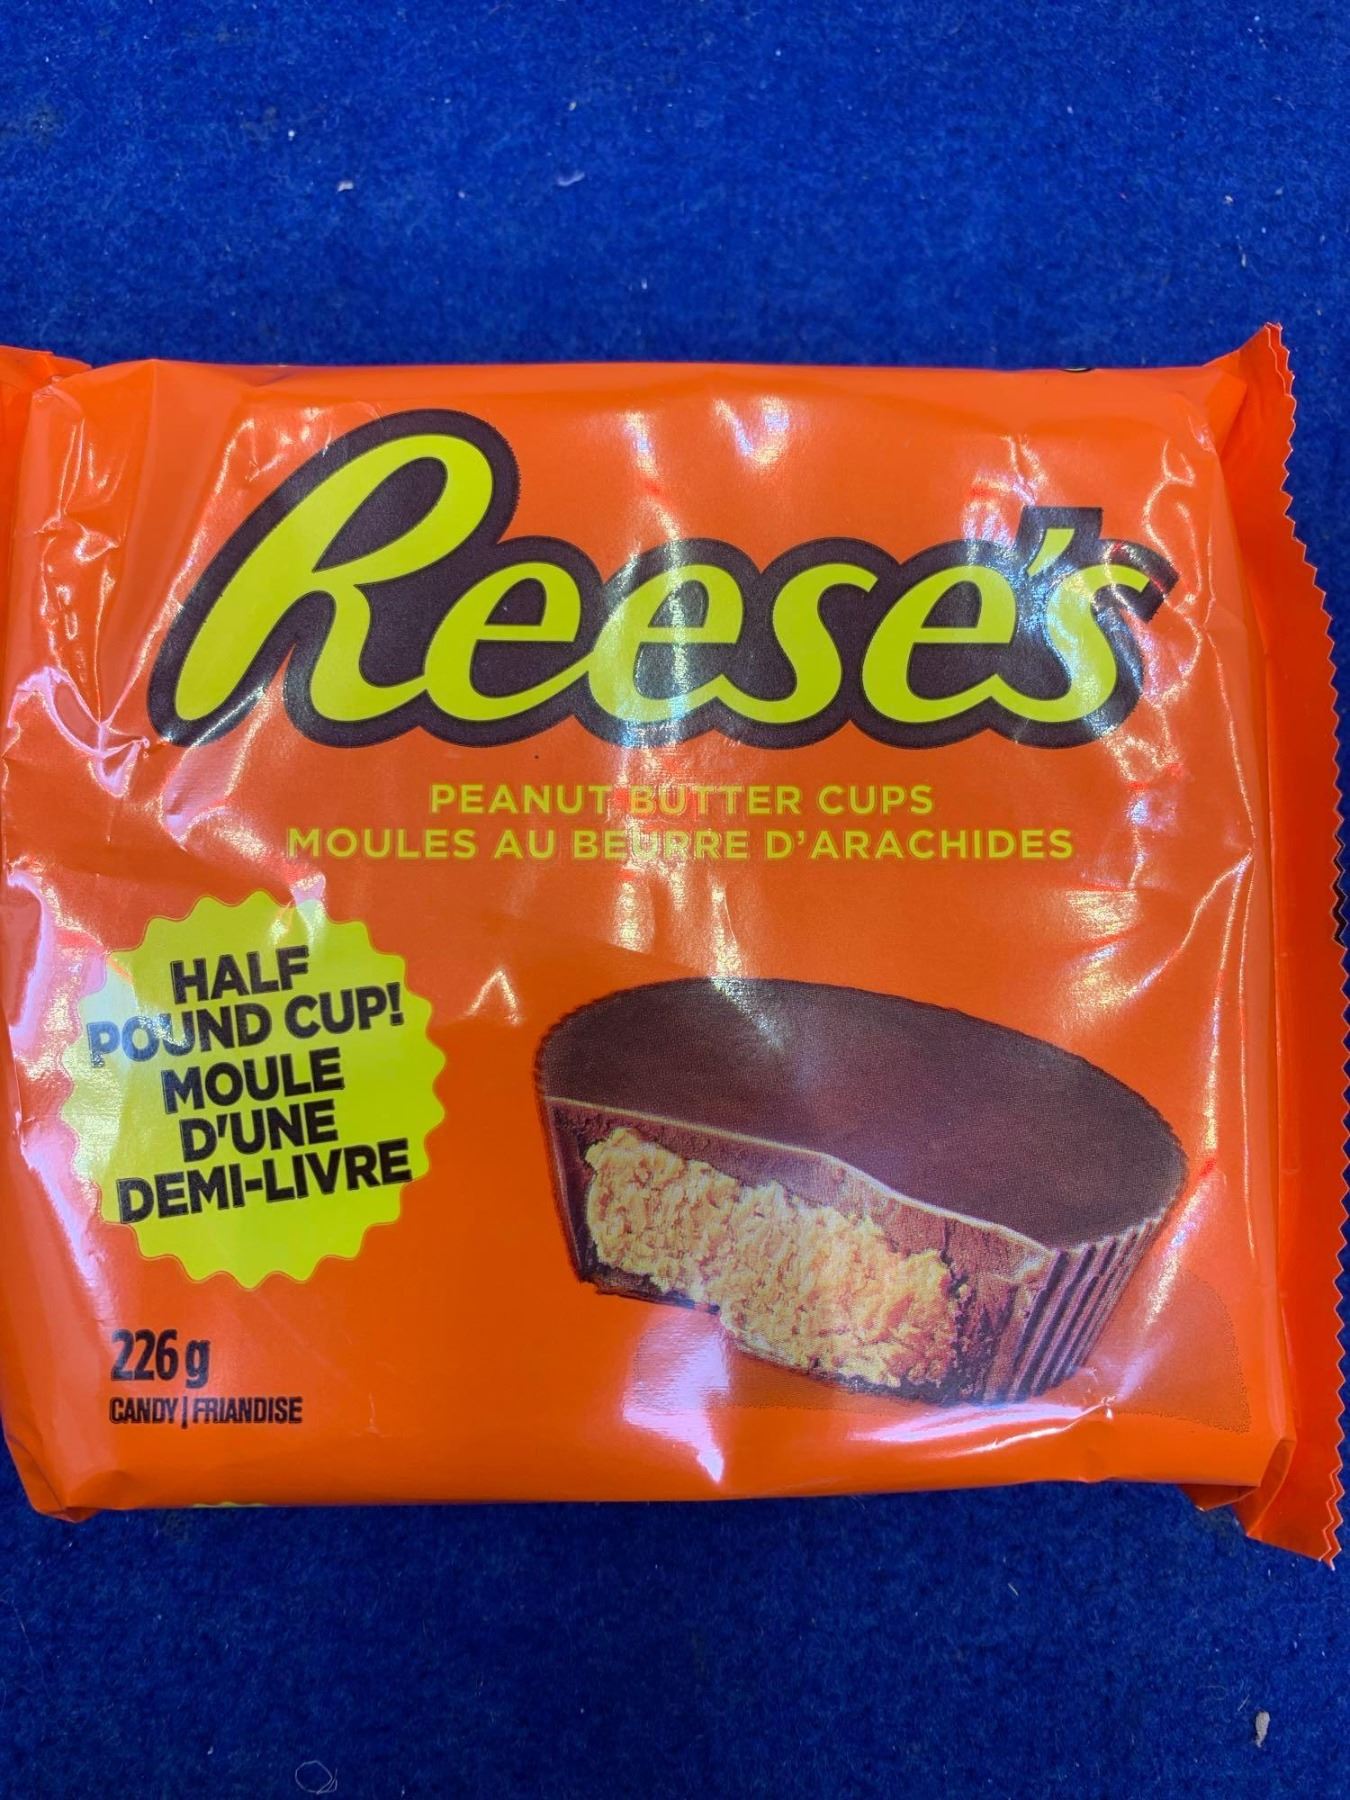 Reese's
PEANUT BUTTER CUPS
MOULES AU BEURRE D'ARACHIDES
HALF
POUND CUP!
MOULE
D'UNE
DEMI-LIVRE
226 g
CANDY | FRIANDISE